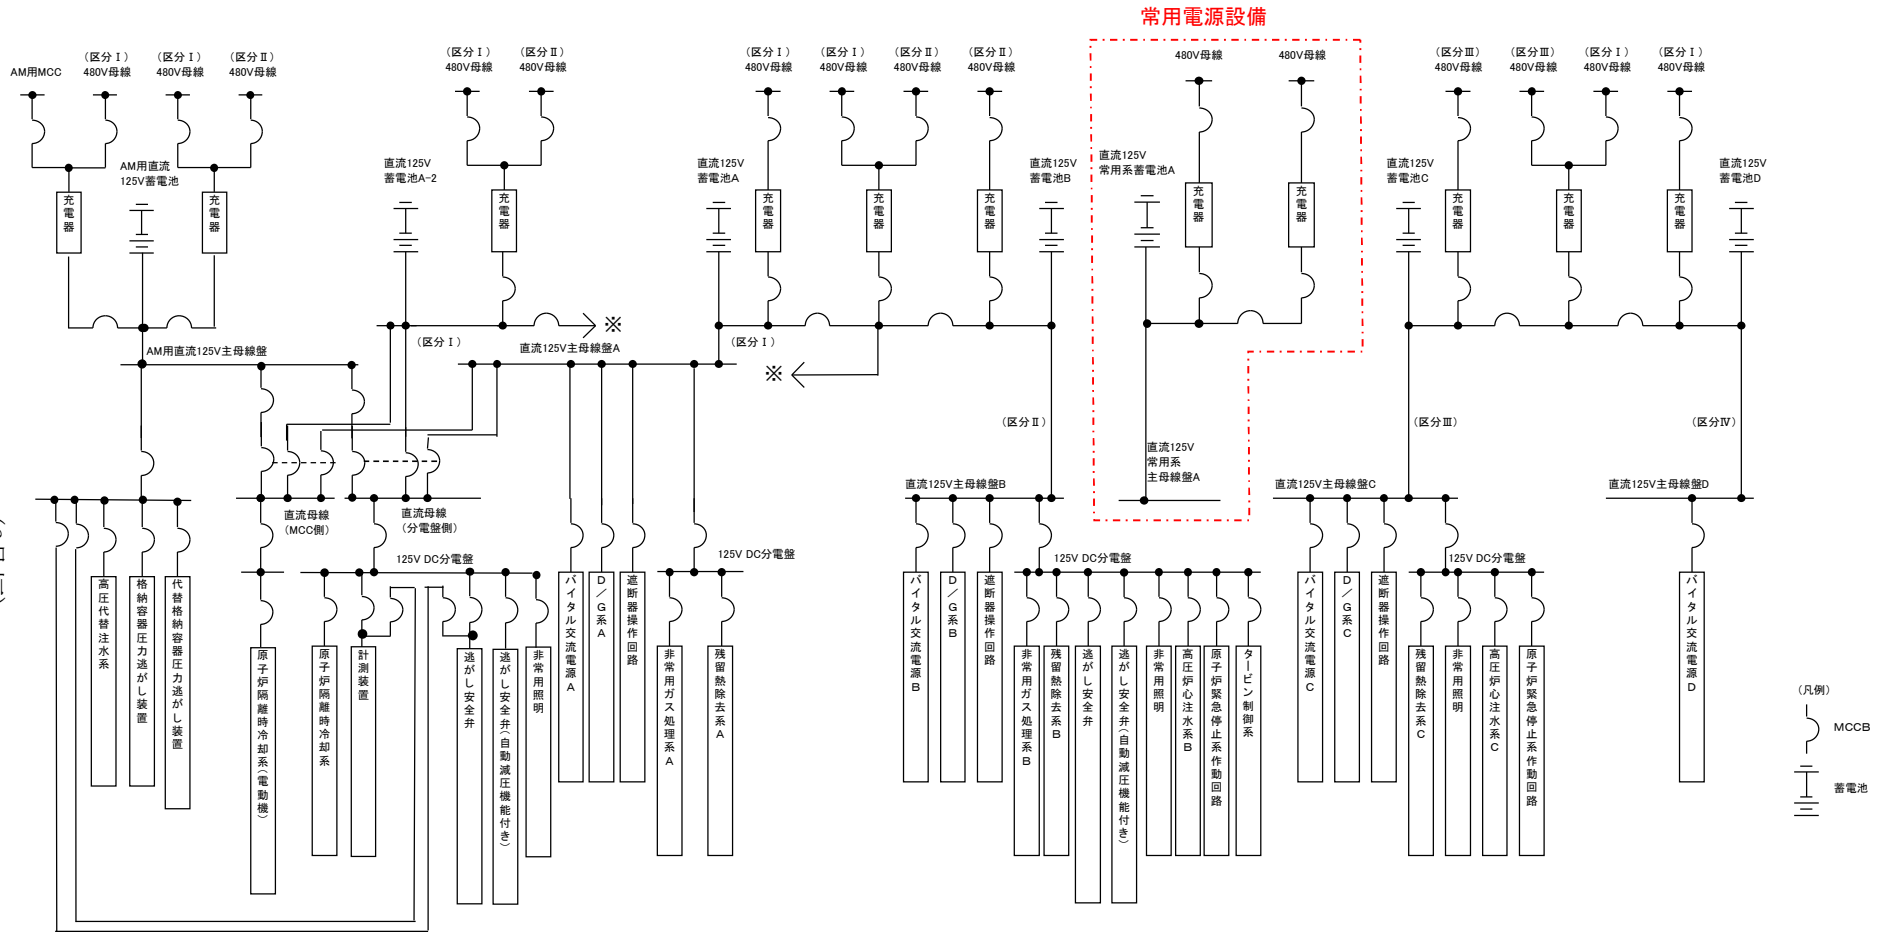 常用電源設備
AM用MCC
(区分Ⅰ)
480V母線
(区分Ⅰ)
480V母線
(区分Ⅱ)
480V母線
(区分Ⅰ)
480V母線
(区分Ⅱ)
480V母線
(区分Ⅰ)
480V母線
(区分Ⅰ)
480V母線
(区分Ⅱ)
480V母線
(区分Ⅱ)
480V母線
480V母線
480V母線
(区分Ⅲ)
480V母線
(区分Ⅲ)
480V母線
(区分Ⅰ)
480V母線
(区分Ⅰ)
480V母線
AM用直流
125V蓄電池
直流125V
蓄電池A-2
直流125V
蓄電池A
直流125V
蓄電池B
直流125V
常用系蓄電池A
直流125V
蓄電池C
直流125V
蓄電池D
充電器
充電器
充電器
充電器
充電器
充電器
充電器
充電器
充電器
充電器
充電器
※
(区分Ⅰ)
(区分Ⅰ)
AM用直流125V主母線盤
直流125V主母線盤A
※
(区分Ⅱ)
(区分Ⅲ)
(区分Ⅳ)
直流125V
常用系
主母線盤A
直流125V主母線盤B
直流125V主母線盤C
直流125V主母線盤D
直流母線
(MCC側)
直流母線
(分電盤側)
125V DC分電盤
125V DC分電盤
125V DC分電盤
125V DC分電盤
高圧代替注水系
格納容器圧力逃がし装置
代替格納容器圧力逃がし装置
原子炉隔離時冷却系(電動機)
原子炉隔離時冷却系
計測装置
逃がし安全弁
逃がし安全弁(自動減圧機能付き)
非常用照明
バイタル交流電源A
D/G系A
遮断器操作回路
非常用ガス処理系A
残留熱除去系A
バイタル交流電源B
D/G系B
遮断器操作回路
非常用ガス処理系B
残留熱除去系B
逃がし安全弁
逃がし安全弁(自動減圧機能付き)
非常用照明
高圧炉心注水系B
原子炉緊急停止系作動回路
タービン制御系
バイタル交流電源C
D/G系C
遮断器操作回路
残留熱除去系C
非常用照明
高圧炉心注水系C
原子炉緊急停止系作動回路
バイタル交流電源D
(凡例)
MCCB
蓄電池